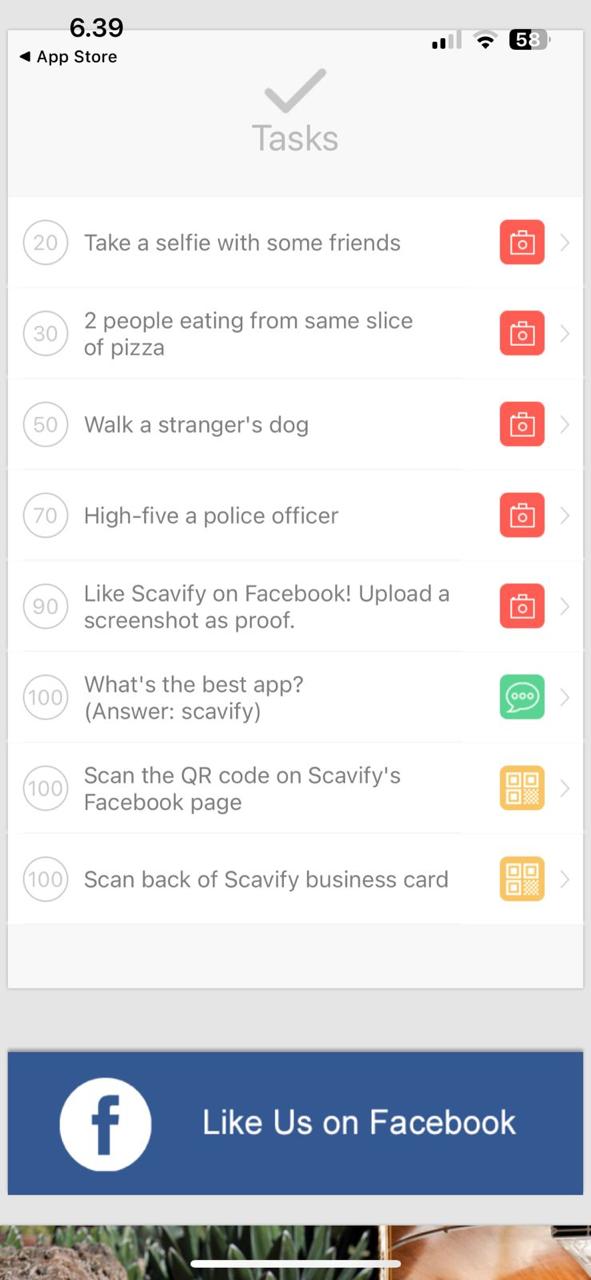 6.39
58
◀ App Store
Tasks
20 Take a selfie with some friends
30 2 people eating from same slice
of pizza
50 Walk a stranger's dog
70 High-five a police officer
90 Like Scavify on Facebook! Upload a
screenshot as proof.
100 What's the best app?
(Answer: scavify)
100 Scan the QR code on Scavify's
Facebook page
100 Scan back of Scavify business card
f Like Us on Facebook